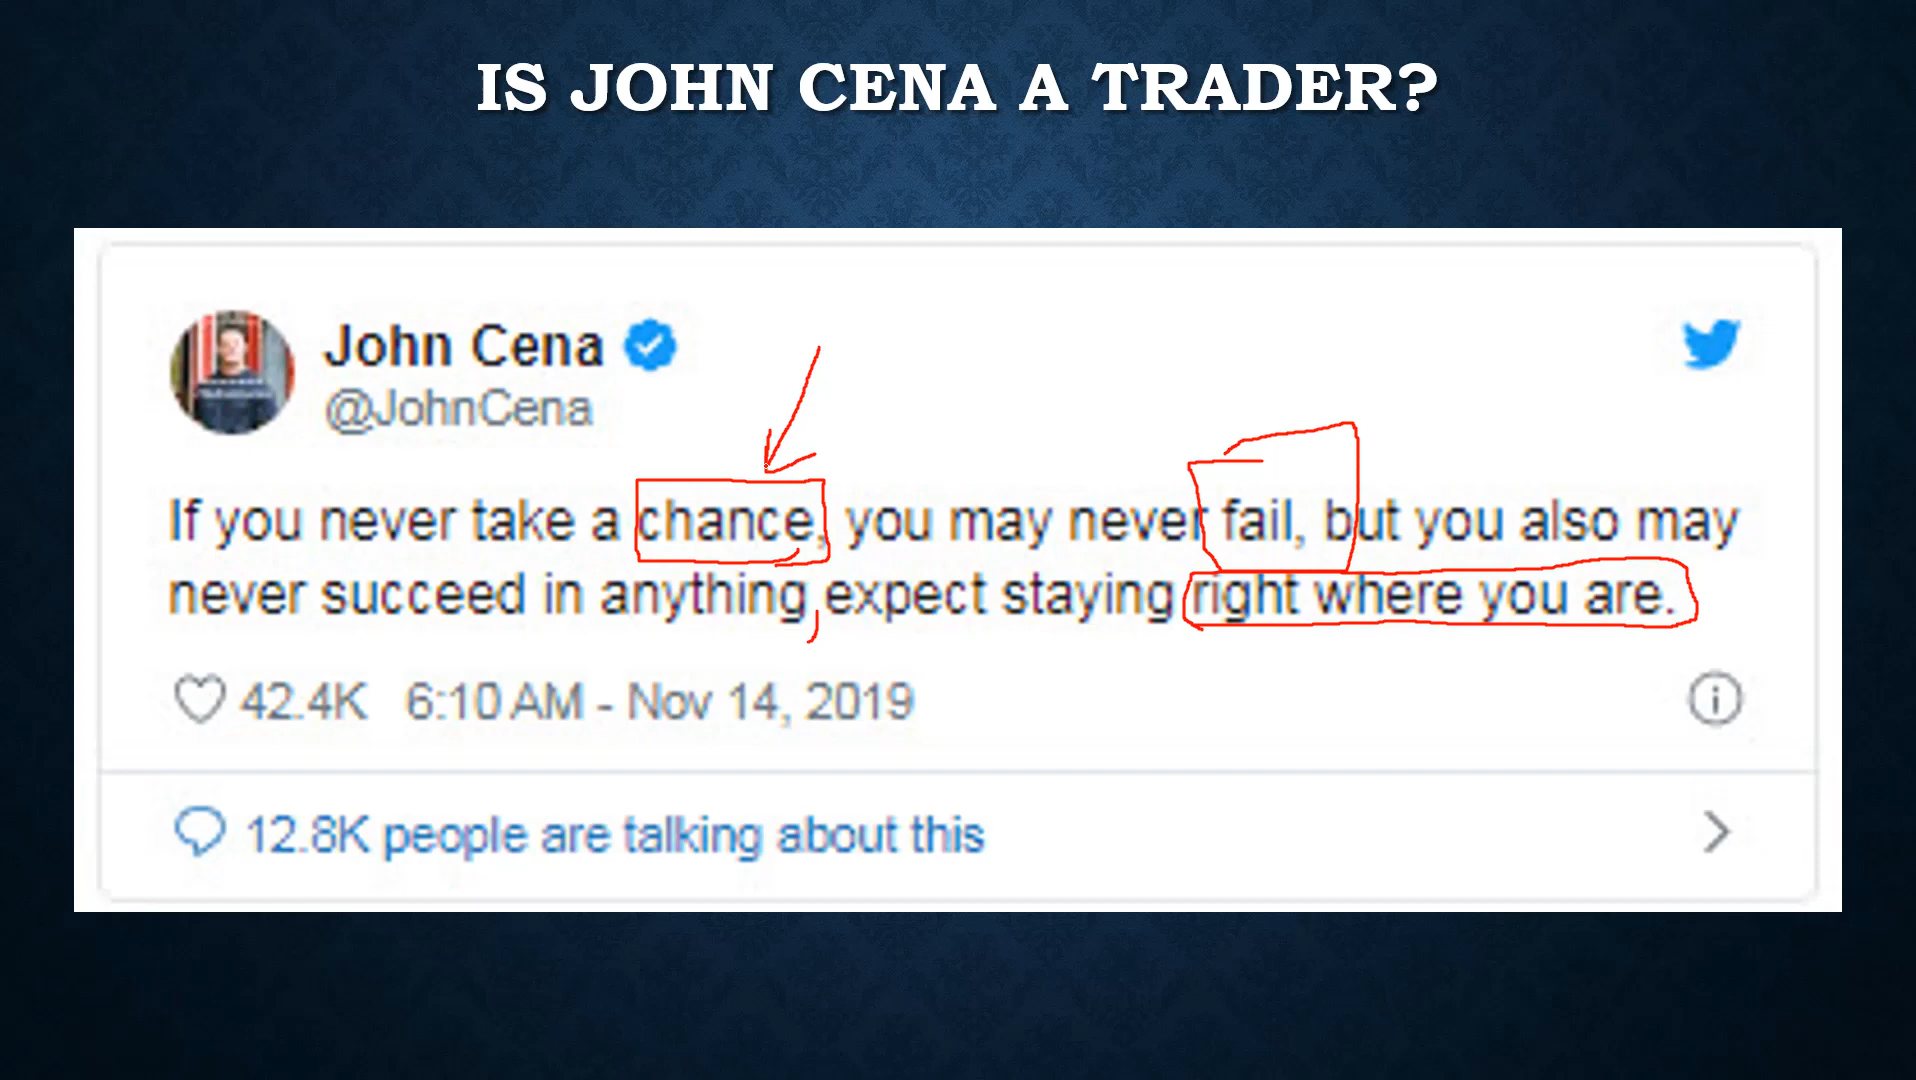 IS JOHN CENA A TRADER?
John Cena
@JohnCena
If you never take a chance, you may never fail, but you also may
never succeed in anything, expect staying right where you are.
42.4K 6:10 AM - Nov 14, 2019
12.8K people are talking about this